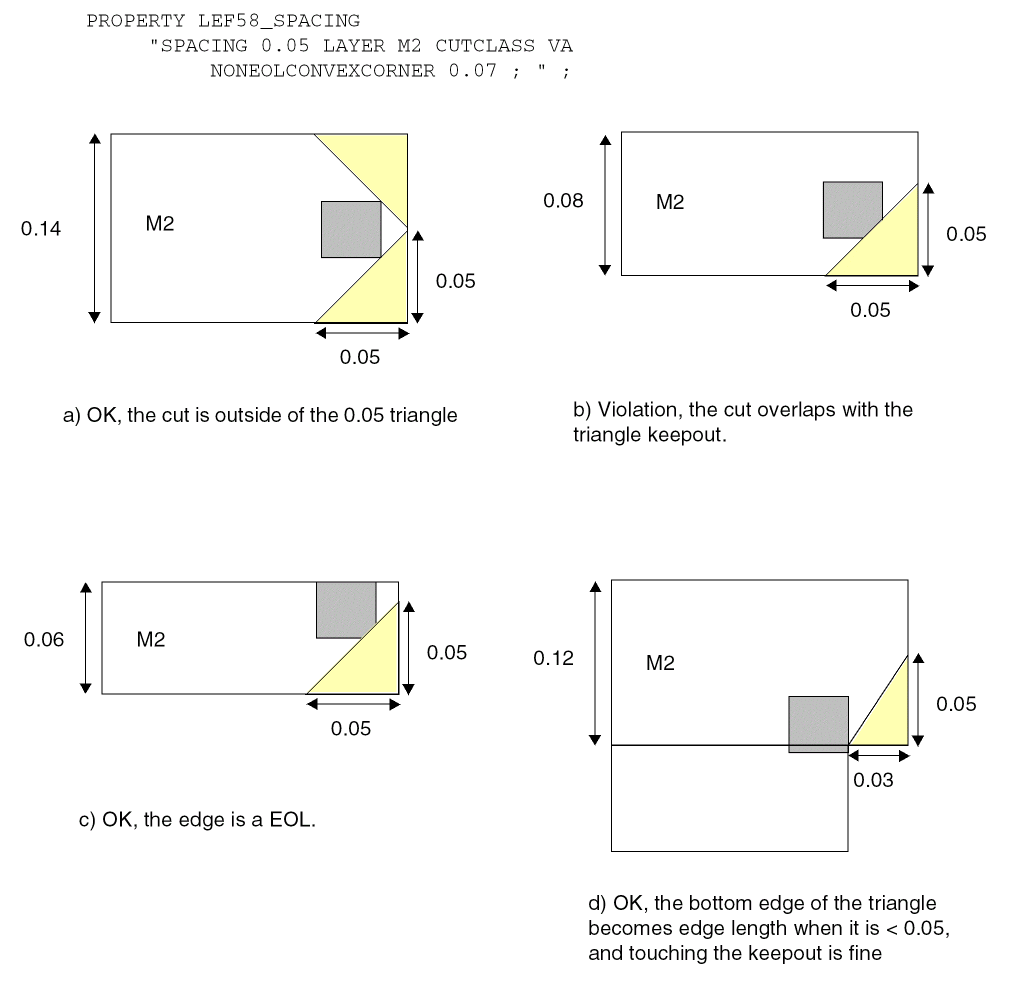 PROPERTY LEF58_SPACING
"SPACING 0.05 LAYER M2 CUTCLASS VA
NONEOLCONVEXCORNER 0.07 ; " ;
0.14
M2
0.05
0.05
a) OK, the cut is outside of the 0.05 triangle
0.08
M2
0.05
0.05
b) Violation, the cut overlaps with the
triangle keepout.
0.06
M2
0.05
0.05
c) OK, the edge is a EOL.
0.12
M2
0.05
0.03
d) OK, the bottom edge of the triangle
becomes edge length when it is < 0.05,
and touching the keepout is fine